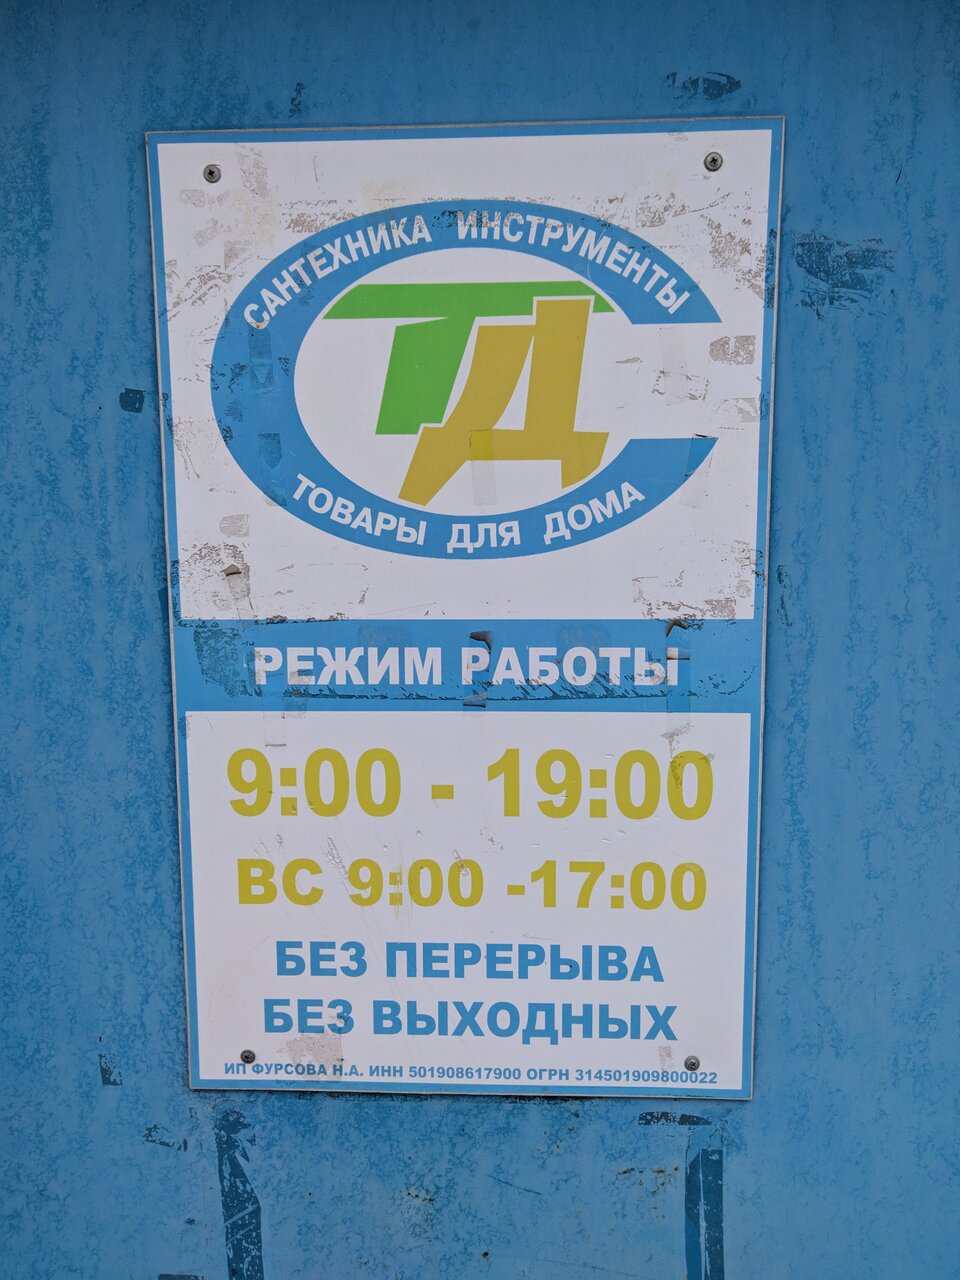 САНТЕХНИКА ИНСТРУМЕНТЫ
ТД
ТОВАРЫ ДЛЯ ДОМА
РЕЖИМ РАБОТЫ
9:00 - 19:00
ВС 9:00 -17:00
БЕЗ ПЕРЕРЫВА
БЕЗ ВЫХОДНЫХ
ИП ФУРСОВА Н.А. ИНН 501908617900 ОГРН 314501909800022